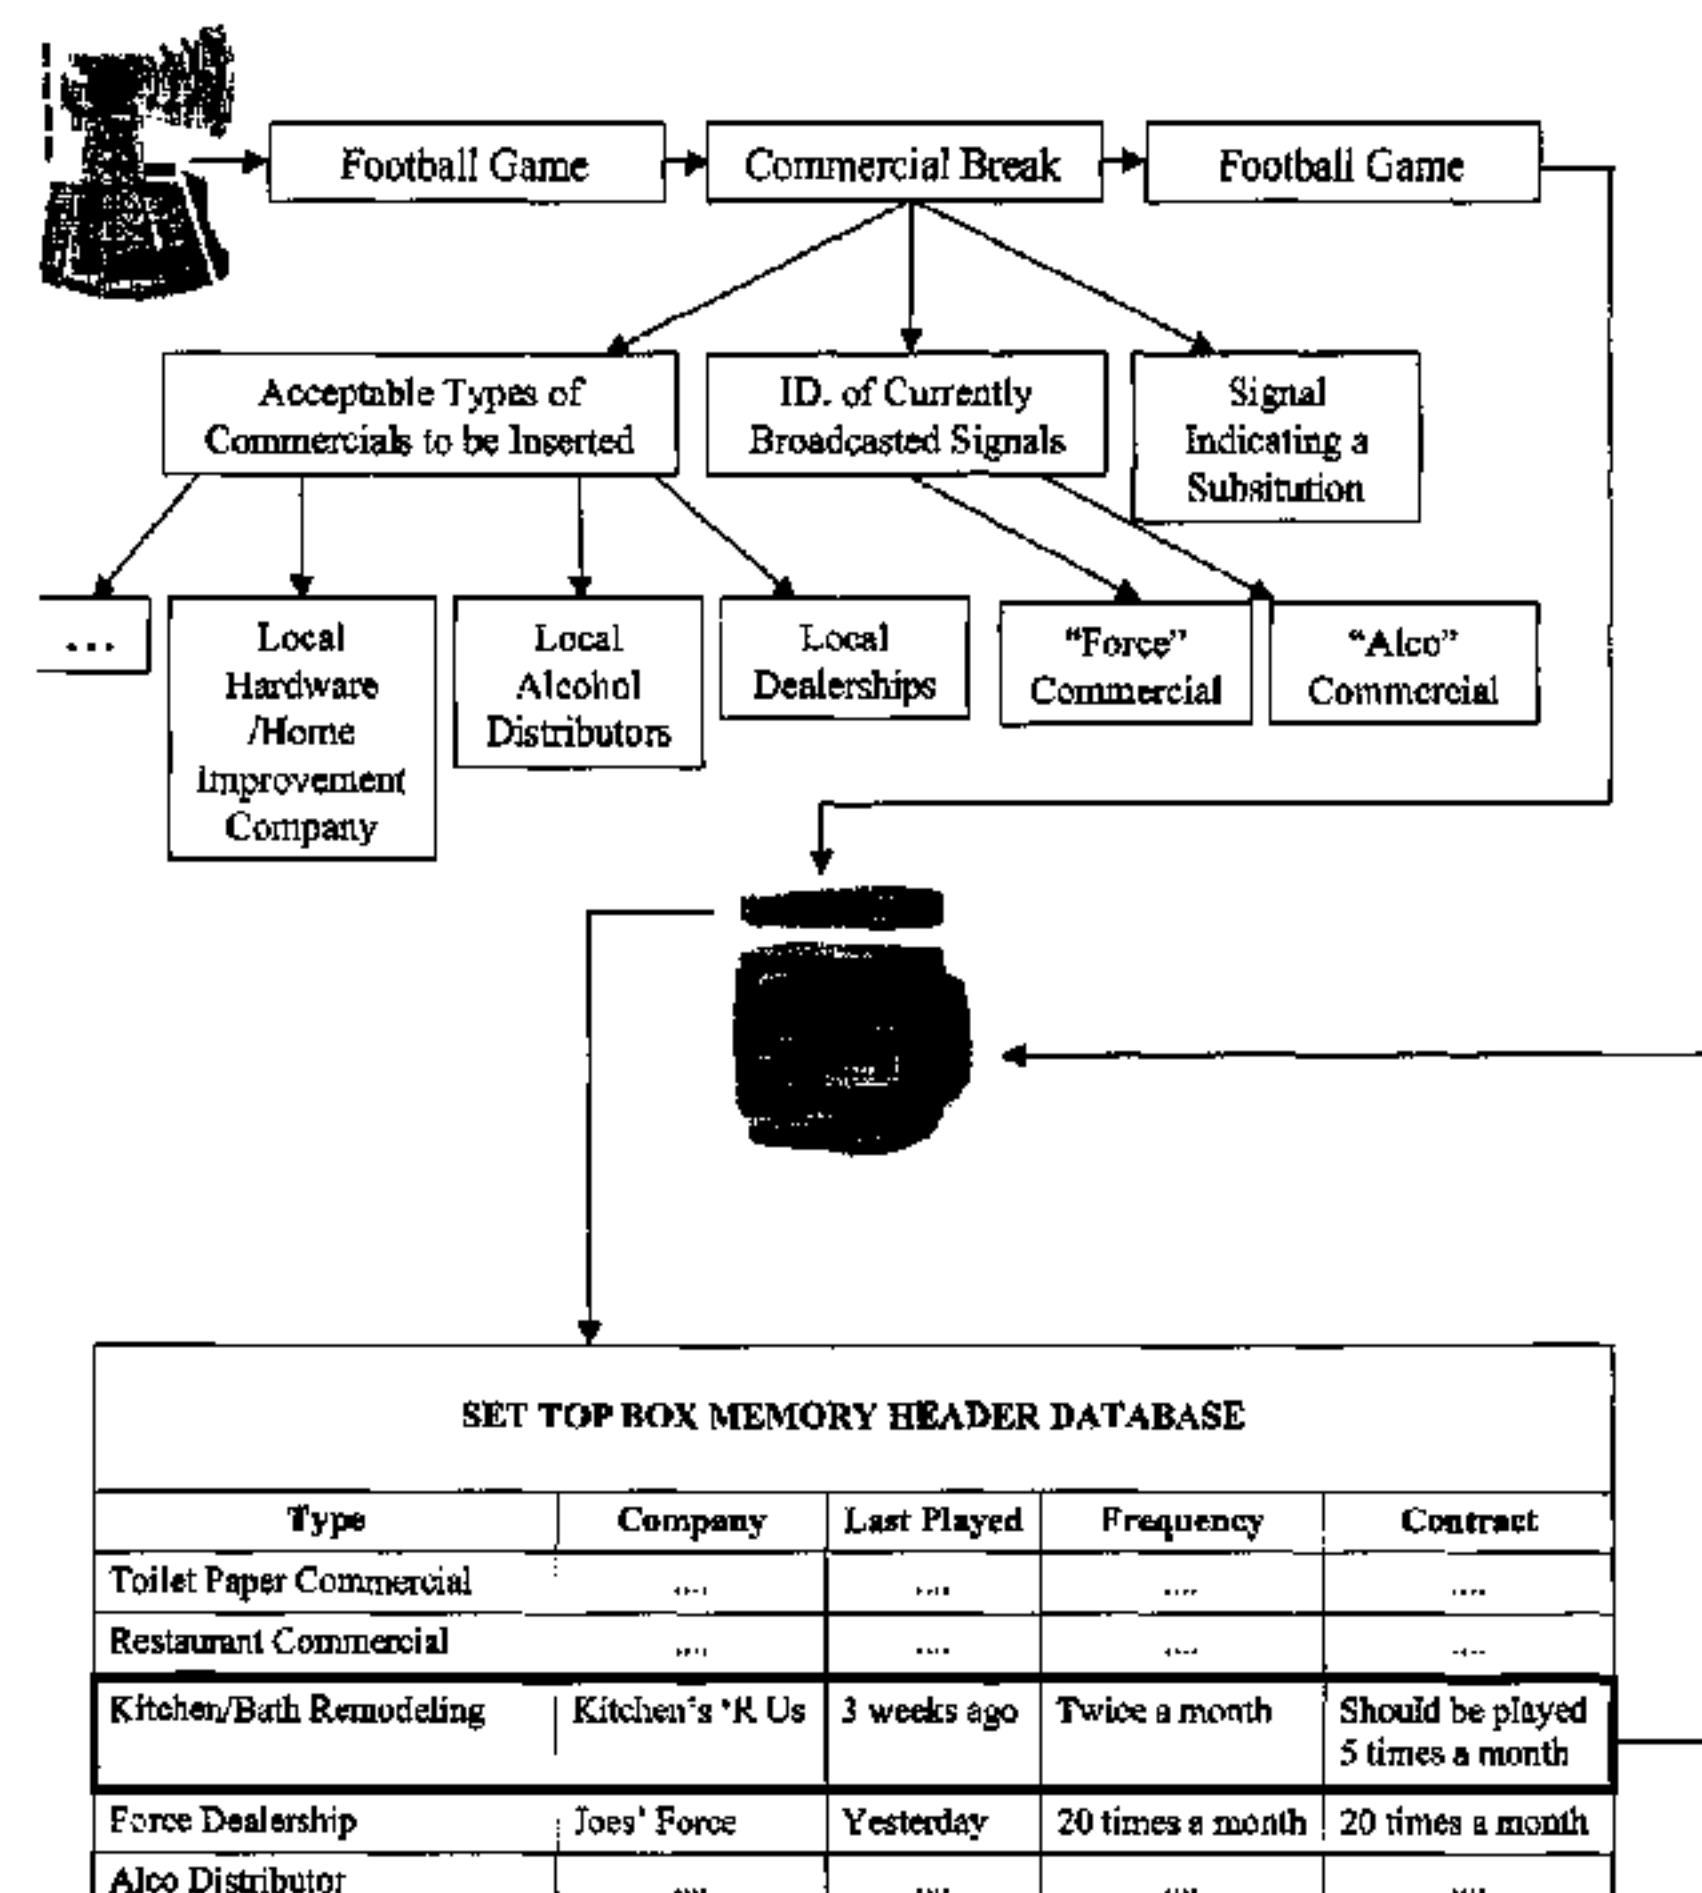 Football Game
Commercial Break
Football Game
Acceptable Types of
Commercials to be Inserted
ID. of Currently
Broadcasted Signals
Signal
Indicating a
Subsitution
...
Local
Hardware
/Home
Improvement
Company
Local
Alcohol
Distributors
Local
Dealerships
“Force”
Commercial
“Alco”
Commercial
SET TOP BOX MEMORY HEADER DATABASE
Type Company Last Played Frequency Contract
Toilet Paper Commercial .... .... .... ....
Restaurant Commercial .... .... .... ....
Kitchen/Bath Remodeling Kitchen's 'R Us 3 weeks ago Twice a month Should be played
5 times a month
Force Dealership Joes' Force Yesterday 20 times a month 20 times a month
Alco Distributor .... .... .... ....